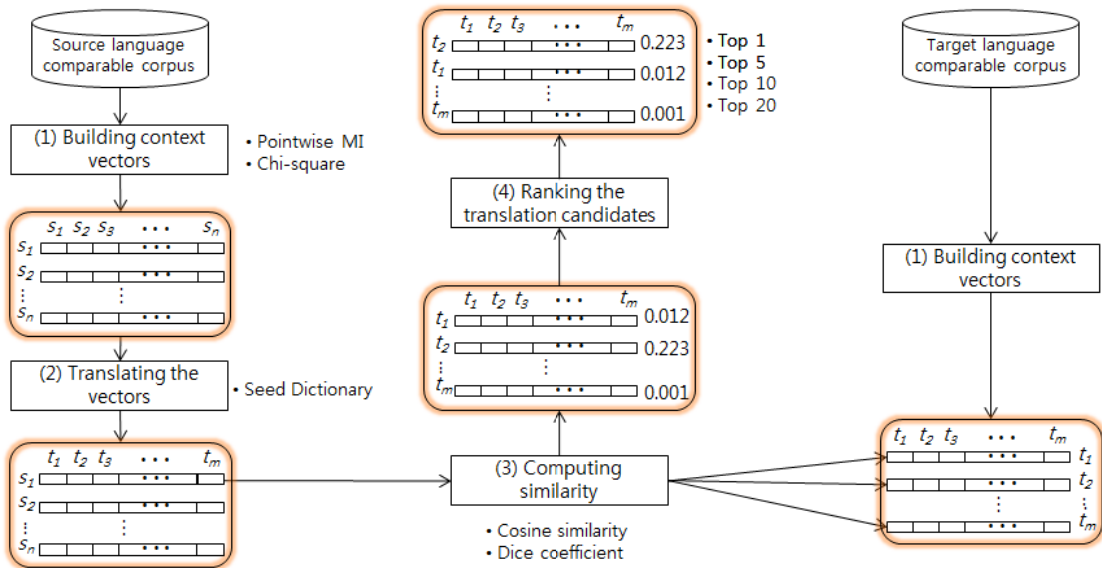 Source language
comparable corpus
(1) Building context
vectors
• Pointwise MI
• Chi-square
s1 s2 s3 ••• sn
s1 •••
s2 •••
⋮ ⋮
sn •••
(2) Translating the
vectors
• Seed Dictionary
t1 t2 t3 ••• tm
s1 •••
s2 •••
⋮ ⋮
sn •••
t1 t2 t3 ••• tm
t2 ••• 0.223
t1 ••• 0.012
⋮ ⋮
tm ••• 0.001
• Top 1
• Top 5
• Top 10
• Top 20
(4) Ranking the
translation candidates
t1 t2 t3 ••• tm
t1 ••• 0.012
t2 ••• 0.223
⋮ ⋮
tm ••• 0.001
(3) Computing
similarity
• Cosine similarity
• Dice coefficient
Target language
comparable corpus
(1) Building context
vectors
t1 t2 t3 ••• tm
••• t1
••• t2
⋮ ⋮
••• tm